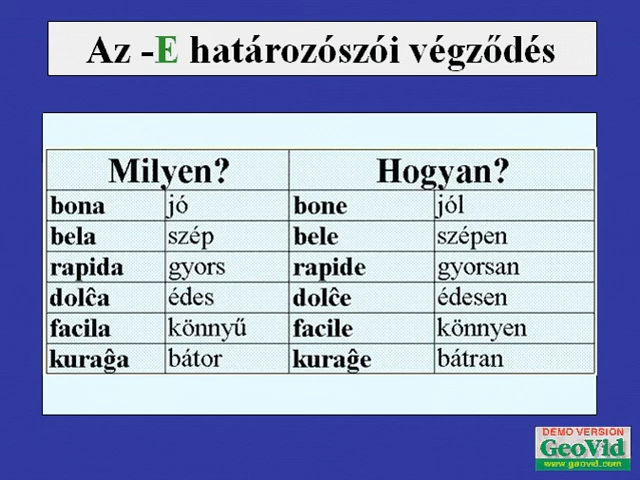 Az -E határozószói végződés
Milyen? Hogyan?
bona jó bone jól
bela szép bele szépen
rapida gyors rapide gyorsan
dolĉa édes dolĉe édesen
facila könnyű facile könnyen
kuraĝa bátor kuraĝe bátran
DEMO VERSION
GeoVid
www.geovid.com